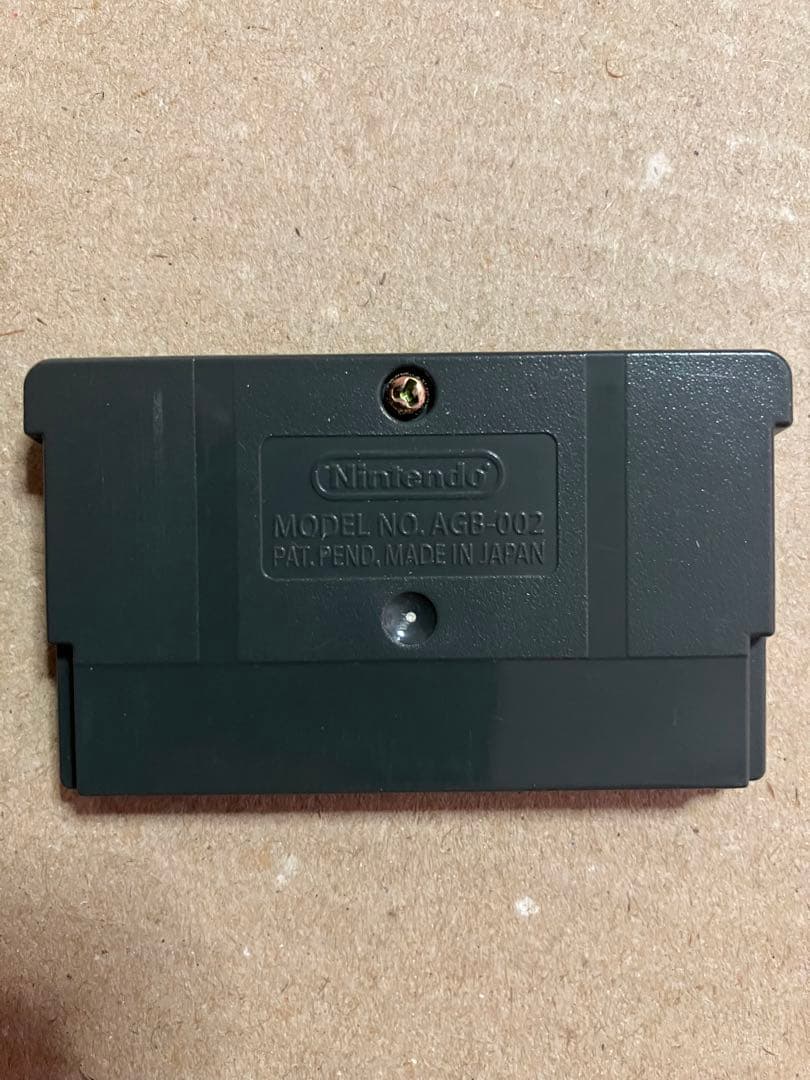 Nintendo
MODEL NO. AGB-002
PAT. PEND. MADE IN JAPAN